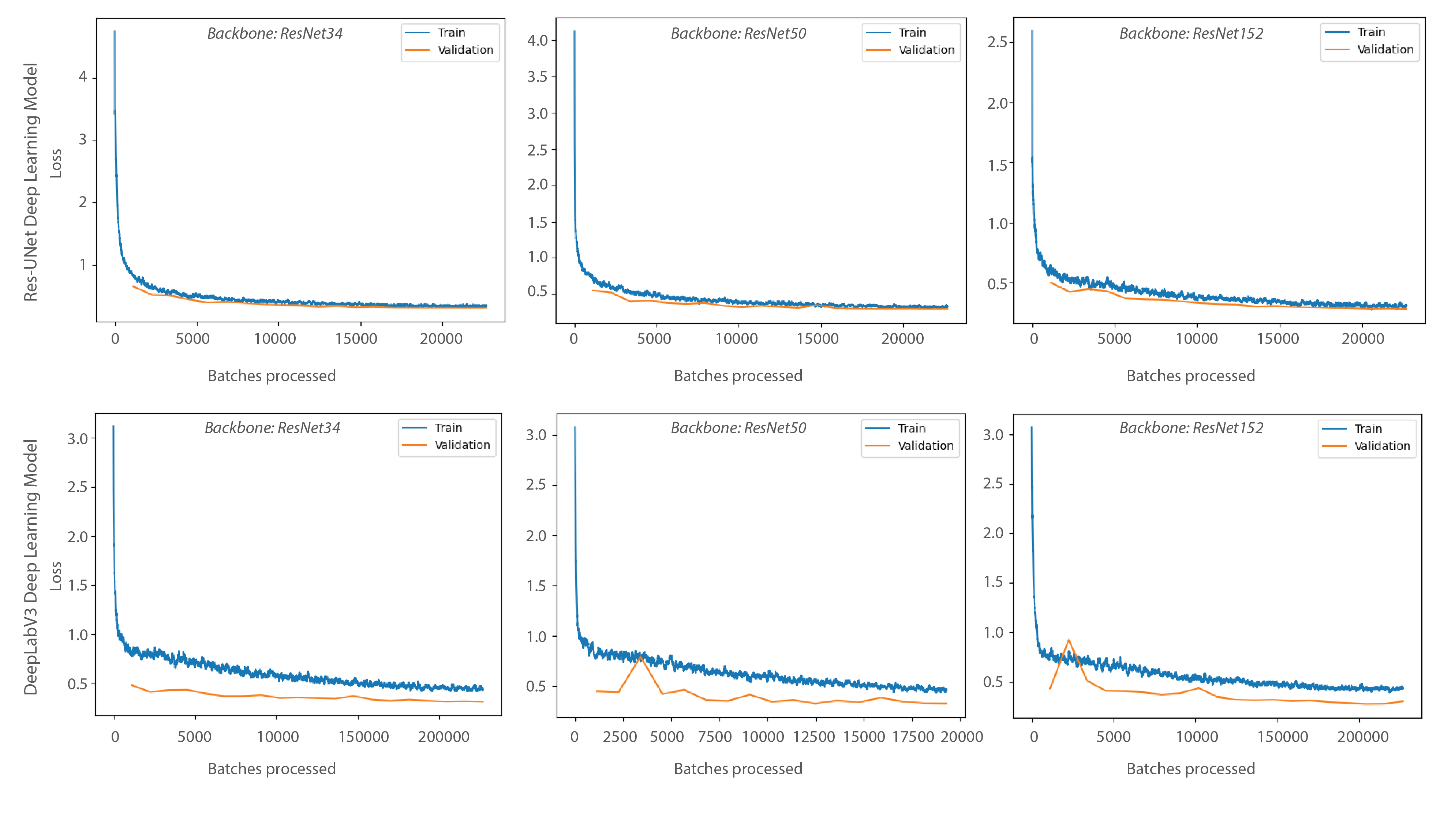 Res-UNet Deep Learning Model
Loss
Backbone: ResNet34
Train
Validation
4
3
2
1
0 5000 10000 15000 20000
Batches processed
Backbone: ResNet50
Train
Validation
4.0
3.5
3.0
2.5
2.0
1.5
1.0
0.5
0 5000 10000 15000 20000
Batches processed
Backbone: ResNet152
Train
Validation
2.5
2.0
1.5
1.0
0.5
0 5000 10000 15000 20000
Batches processed
DeepLabV3 Deep Learning Model
Loss
Backbone: ResNet34
Train
Validation
3.0
2.5
2.0
1.5
1.0
0.5
0 5000 10000 150000 200000
Batches processed
Backbone: ResNet50
Train
Validation
3.0
2.5
2.0
1.5
1.0
0.5
0 2500 5000 7500 10000 12500 15000 17500 20000
Batches processed
Backbone: ResNet152
Train
Validation
3.0
2.5
2.0
1.5
1.0
0.5
0 5000 10000 150000 200000
Batches processed